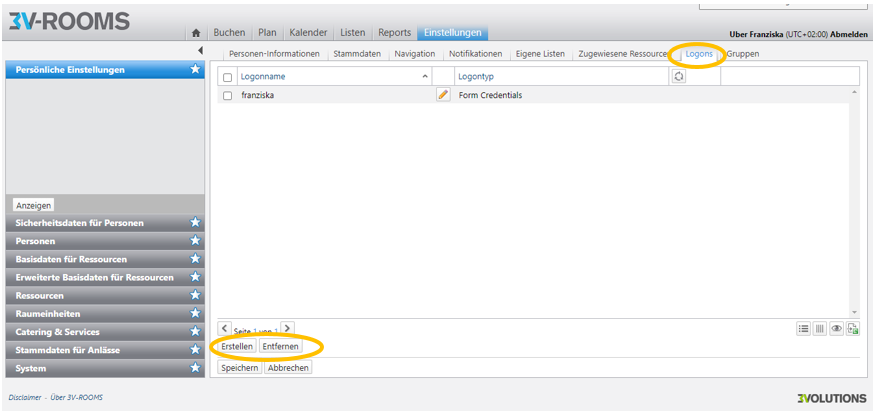 3V-ROOMS
Buchen Plan Kalender Listen Reports Einstellungen
Uber Franziska (UTC+02:00) Abmelden
Personen-Informationen Stammdaten Navigation Notifikationen Eigene Listen Zugewiesene Ressourcen Logons Gruppen
Persönliche Einstellungen
Logonname Logontyp
franziska Form Credentials
Anzeigen
Sicherheitsdaten für Personen
Personen
Basisdaten für Ressourcen
Erweiterte Basisdaten für Ressourcen
Ressourcen
Raumeinheiten
Catering & Services
Stammdaten für Anlässe
System
Seite 1 von 1
Erstellen Entfernen
Speichern Abbrechen
Disclaimer - Über 3V-ROOMS
3VOLUTIONS